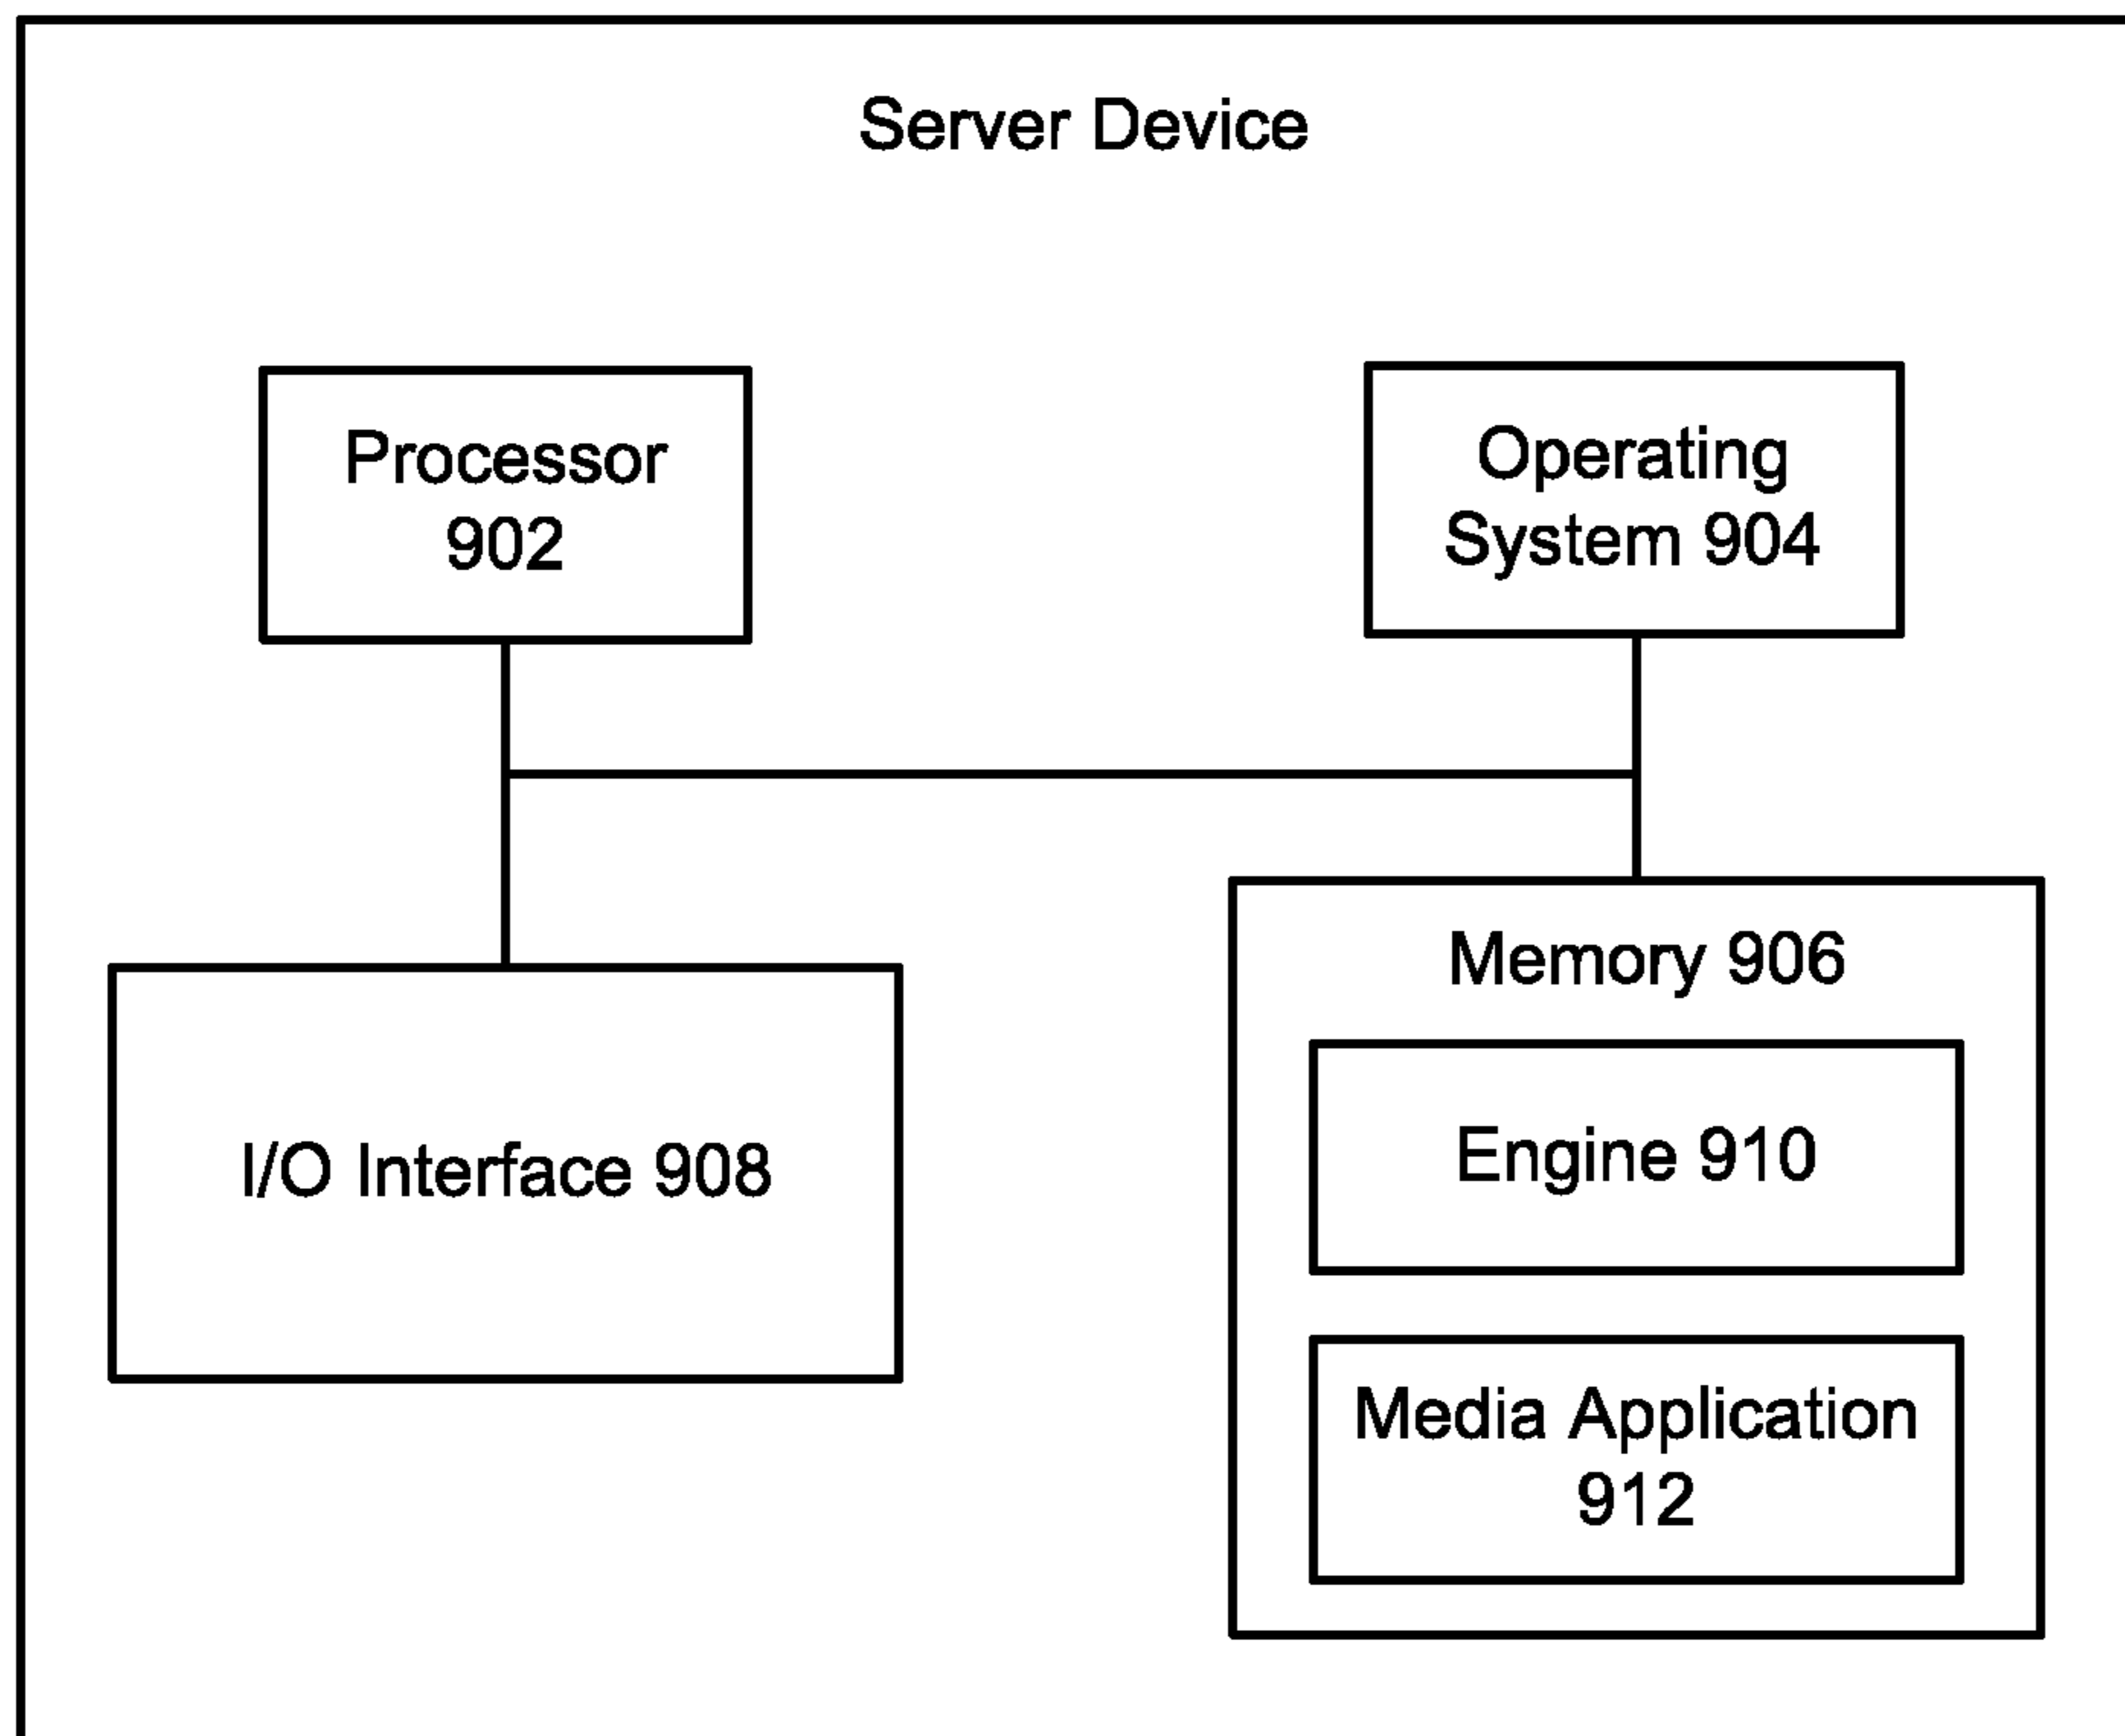 Server Device
Processor
902
Operating
System 904
I/O Interface 908
Memory 906
Engine 910
Media Application
912